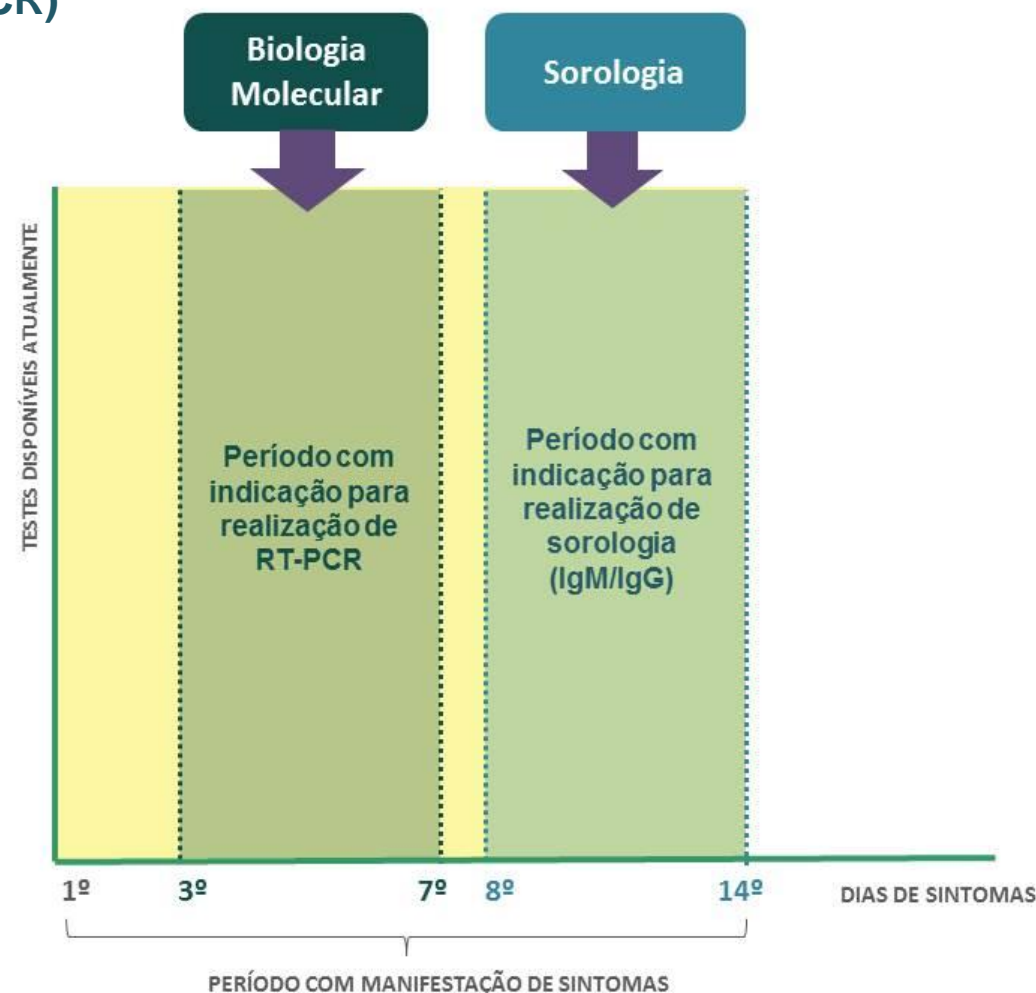 CR)
Biologia
Molecular
Sorologia
TESTES DISPONÍVEIS ATUALMENTE
Período com
indicação para
realização de
RT-PCR
Período com
indicação para
realização de
sorologia
(IgM/IgG)
1º 3º 7º 8º 14º DIAS DE SINTOMAS
PERÍODO COM MANIFESTAÇÃO DE SINTOMAS